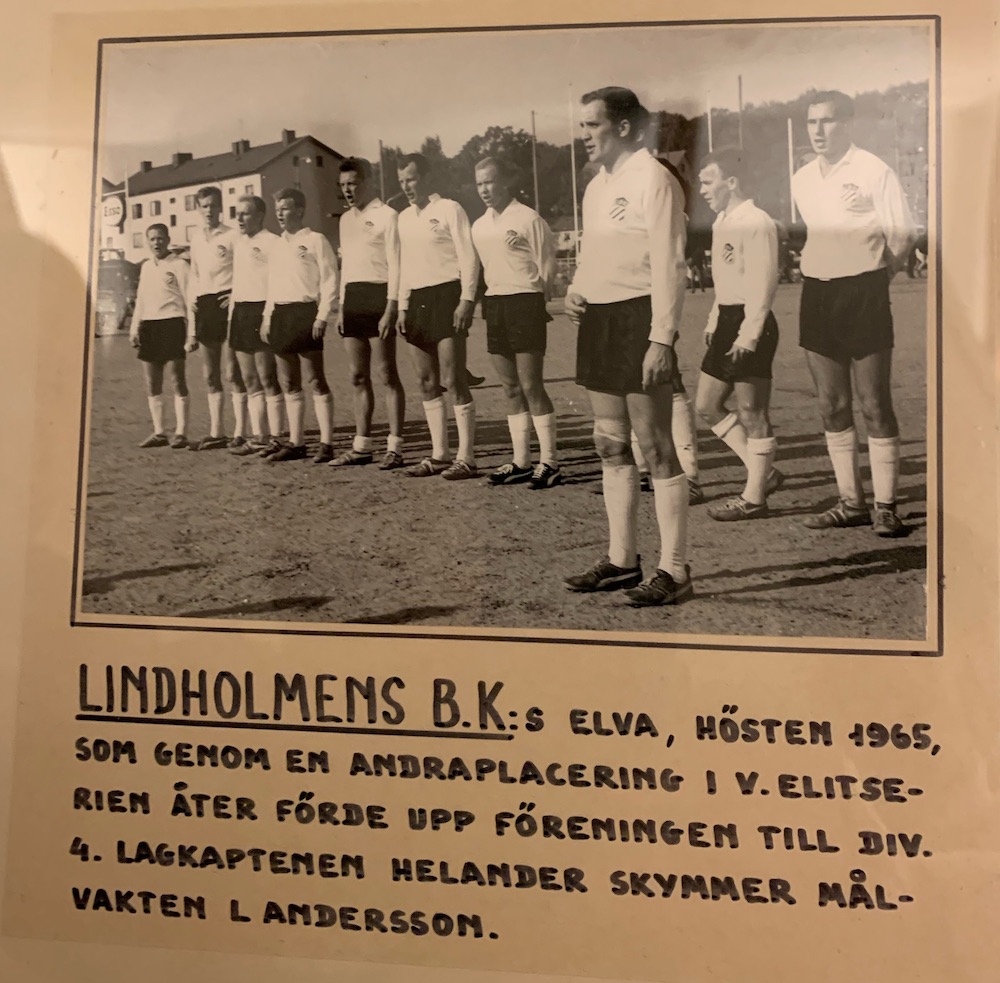 Esso
LINDHOLMENS B.K:s ELVA, HÖSTEN 1965,
SOM GENOM EN ANDRAPLACERING I V. ELITSE-
RIEN ÅTER FÖRDE UPP FÖRENINGEN TILL DIV.
4. LAGKAPTENEN HELANDER SKYMMER MÅL-
VAKTEN L ANDERSSON.